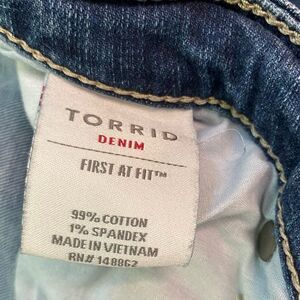 TORRID
DENIM
FIRST AT FIT™
99% COTTON
1% SPANDEX
MADE IN VIETNAM
RN# 148862